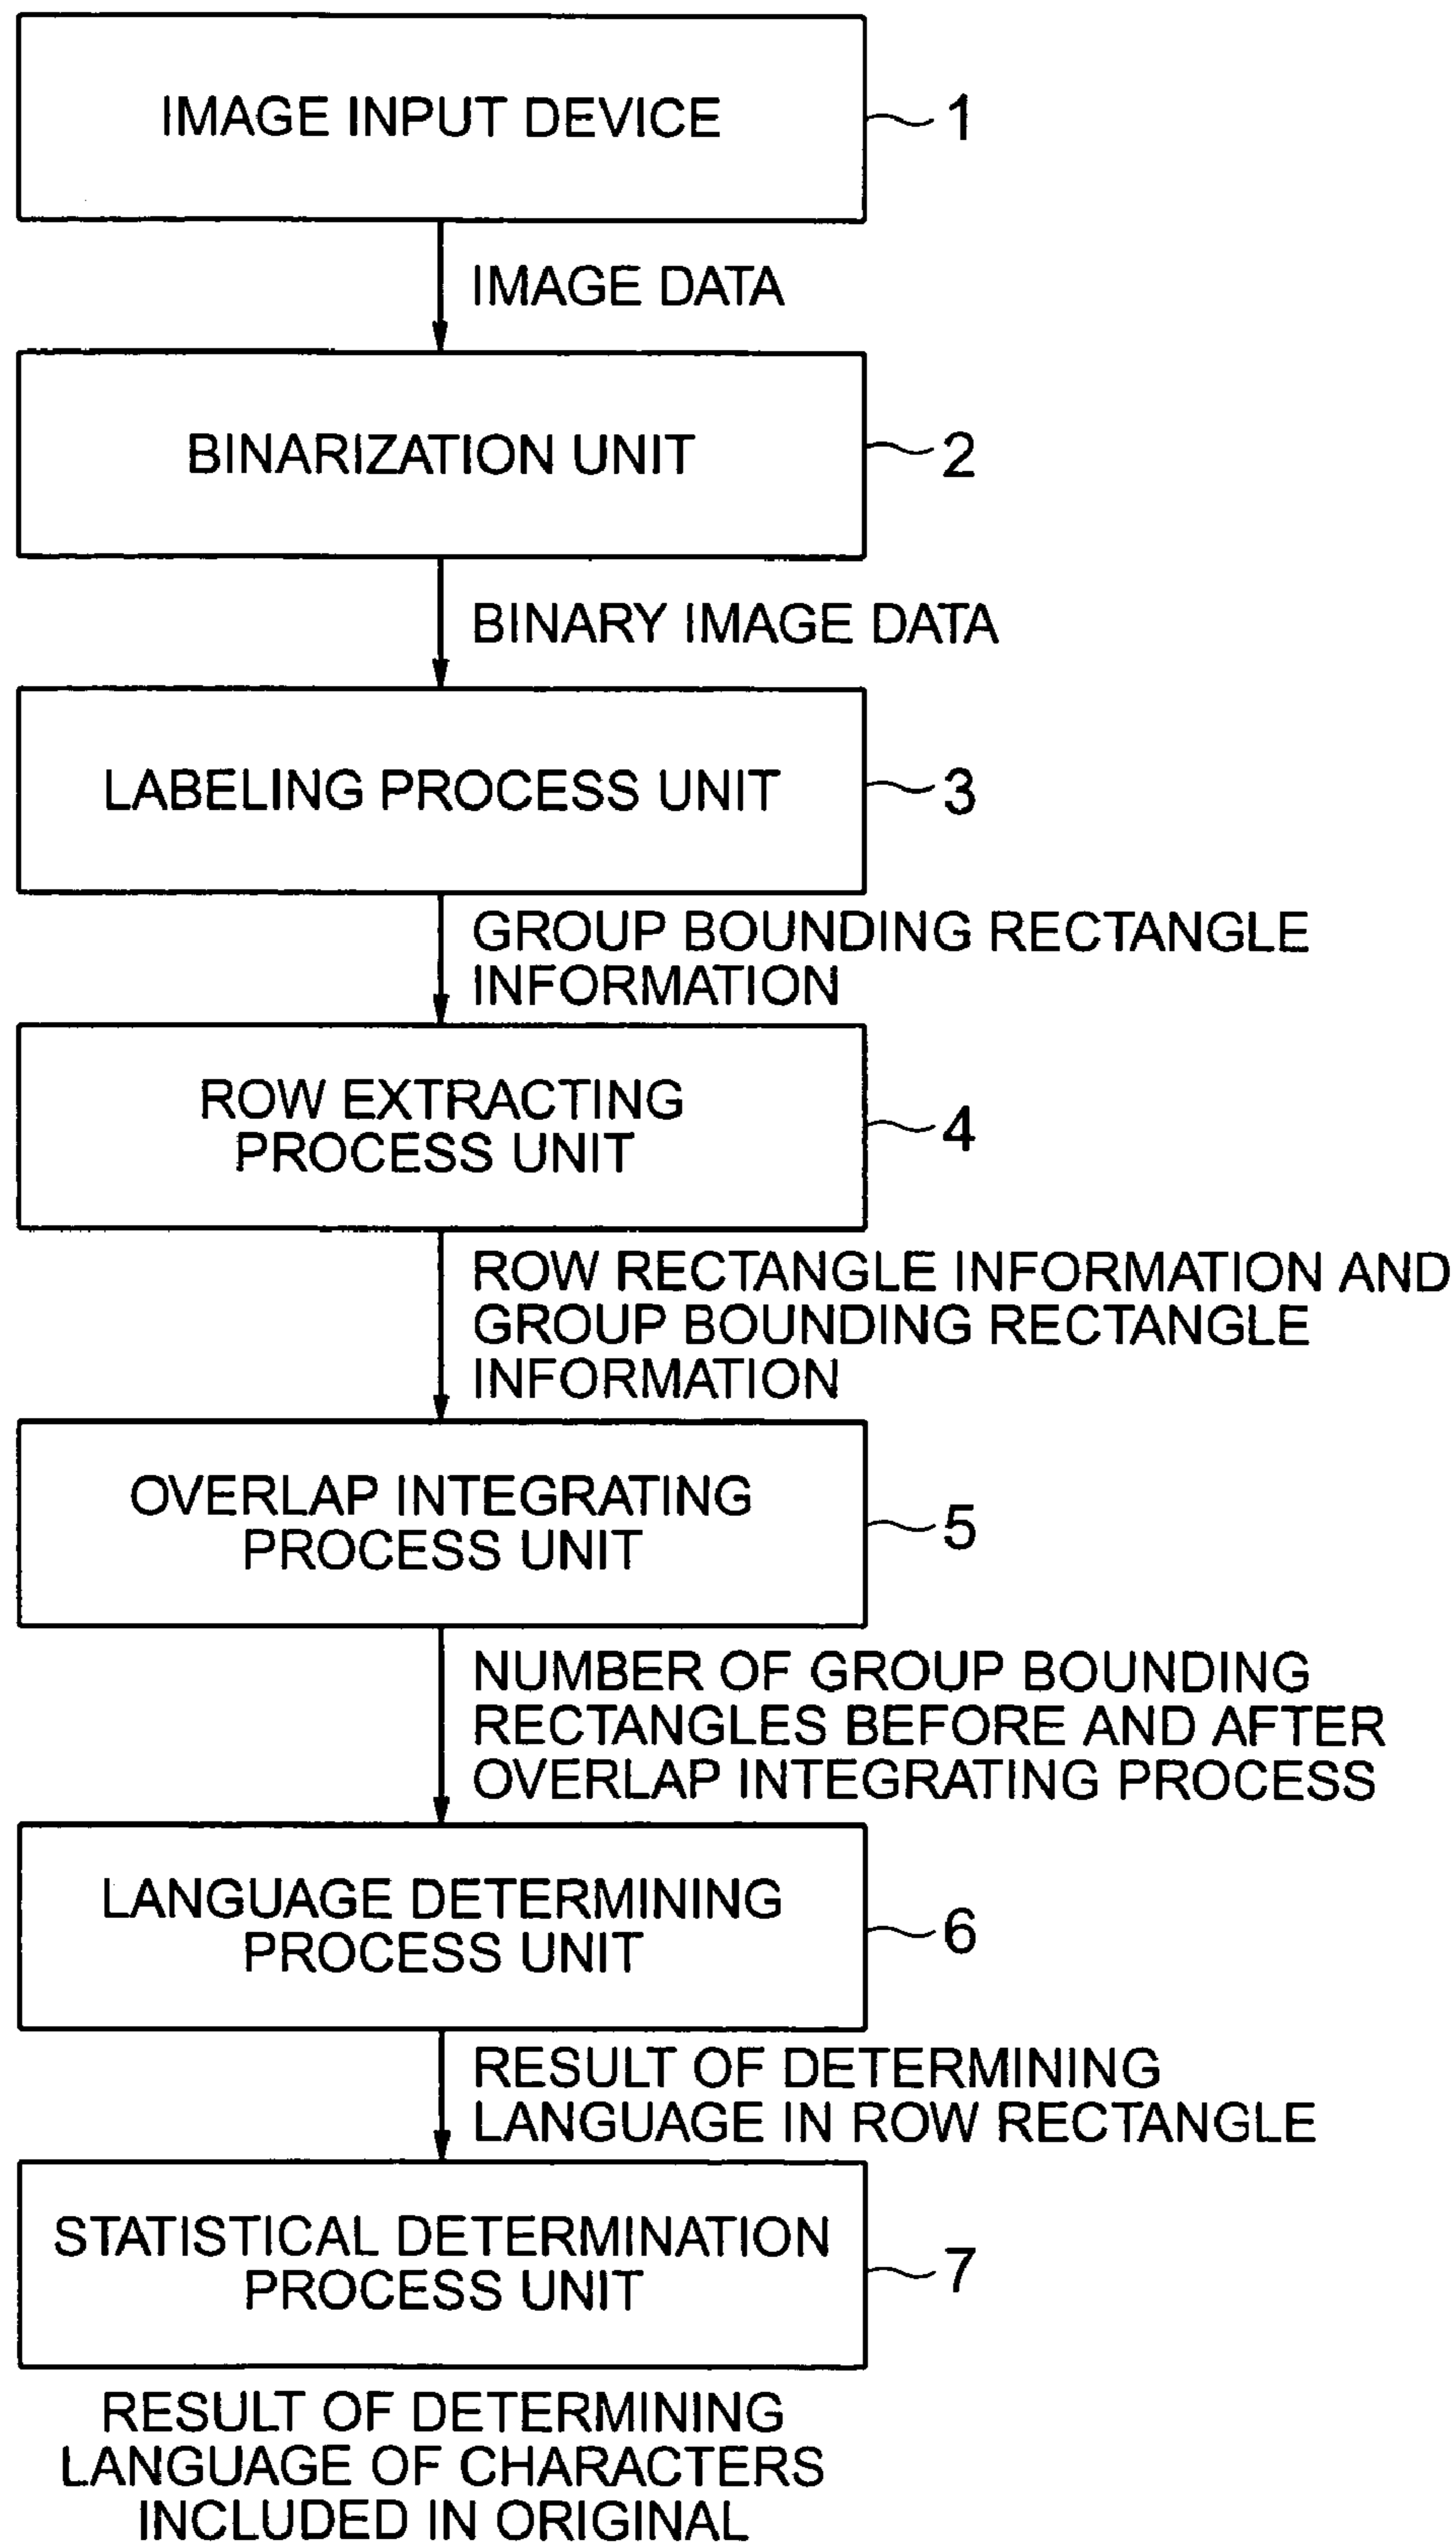 IMAGE INPUT DEVICE
1
IMAGE DATA
BINARIZATION UNIT
2
BINARY IMAGE DATA
LABELING PROCESS UNIT
3
GROUP BOUNDING RECTANGLE
INFORMATION
ROW EXTRACTING
PROCESS UNIT
4
ROW RECTANGLE INFORMATION AND
GROUP BOUNDING RECTANGLE
INFORMATION
OVERLAP INTEGRATING
PROCESS UNIT
5
NUMBER OF GROUP BOUNDING
RECTANGLES BEFORE AND AFTER
OVERLAP INTEGRATING PROCESS
LANGUAGE DETERMINING
PROCESS UNIT
6
RESULT OF DETERMINING
LANGUAGE IN ROW RECTANGLE
STATISTICAL DETERMINATION
PROCESS UNIT
7
RESULT OF DETERMINING
LANGUAGE OF CHARACTERS
INCLUDED IN ORIGINAL